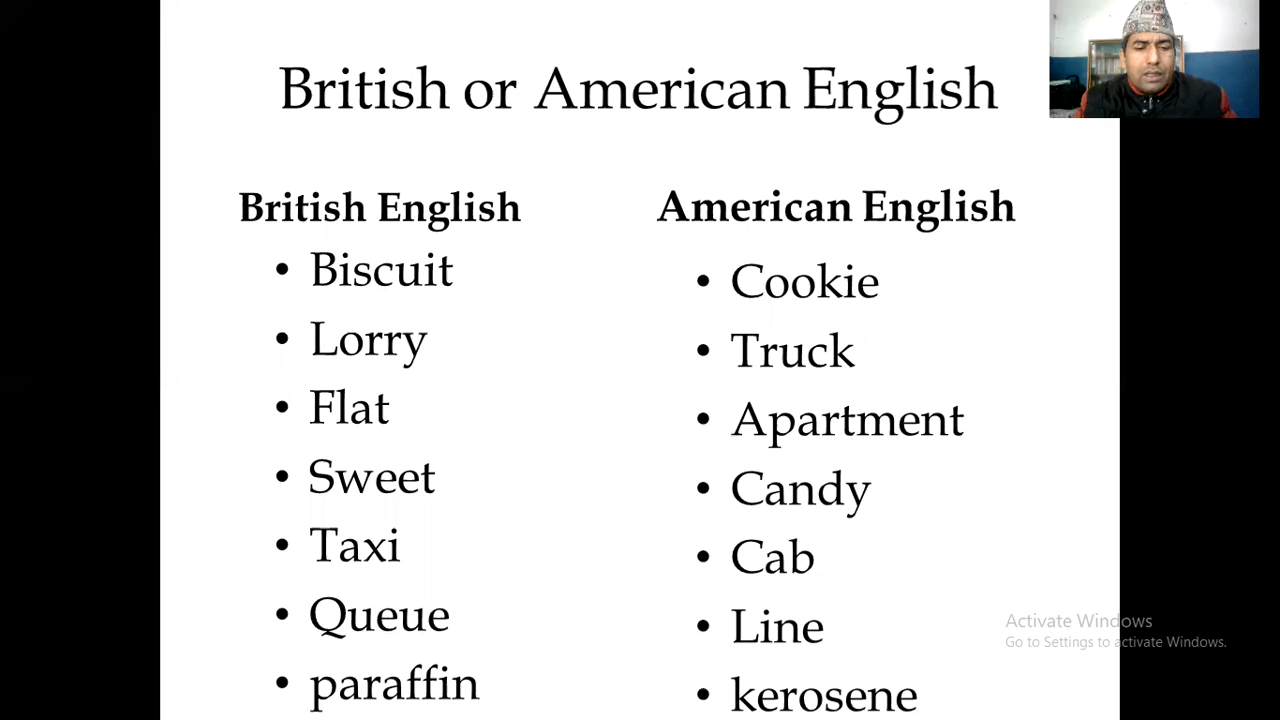 British or American English
British English
• Biscuit
• Lorry
• Flat
• Sweet
• Taxi
• Queue
• paraffin
American English
• Cookie
• Truck
• Apartment
• Candy
• Cab
• Line
• kerosene
Activate Windows
Go to Settings to activate Windows.